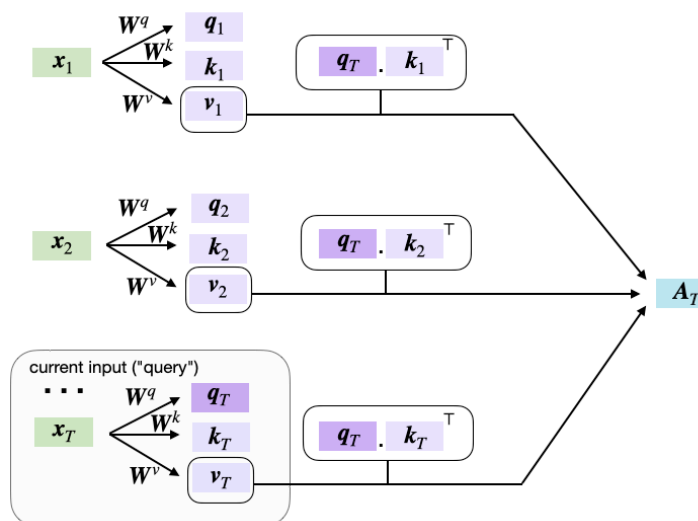 W^q
q_1
x_1
W^k
k_1
q_T . k_1^⊤
W^v
v_1
W^q
q_2
x_2
W^k
k_2
q_T . k_2^⊤
W^v
v_2
A_T
current input ("query")
...
W^q
q_T
x_T
W^k
k_T
q_T . k_T^⊤
W^v
v_T